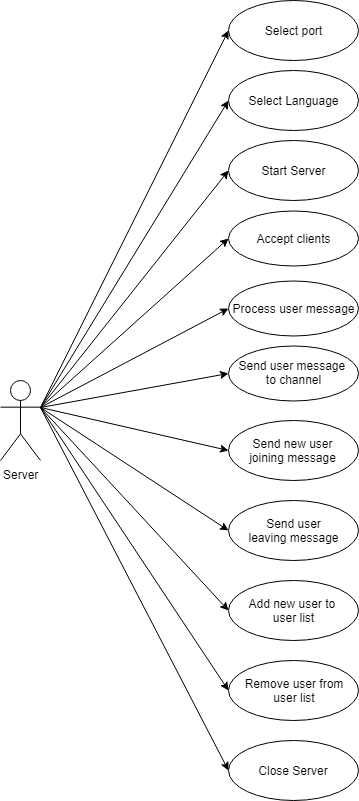 Select port
Select Language
Start Server
Accept clients
Process user message
Send user message
to channel
Send new user
joining message
Server
Send user
leaving message
Add new user to
user list
Remove user from
user list
Close Server